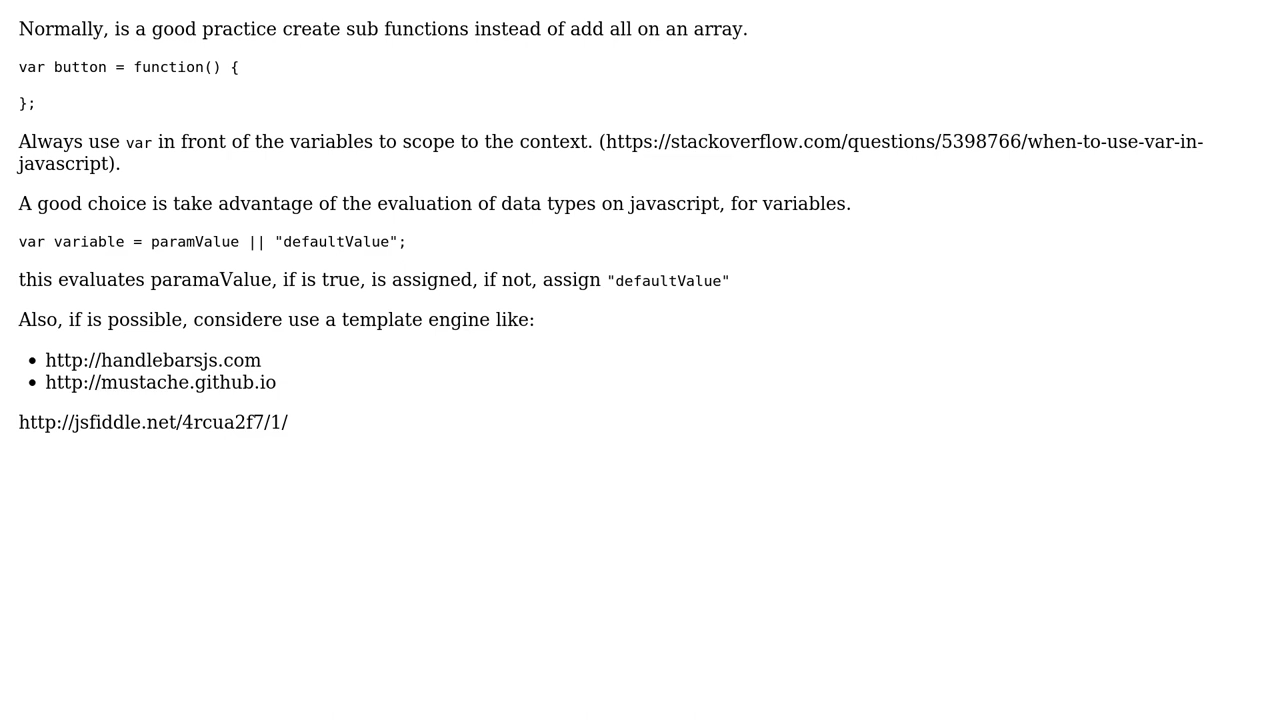 Normally, is a good practice create sub functions instead of add all on an array.
var button = function() {
};
Always use var in front of the variables to scope to the context. (https://stackoverflow.com/questions/5398766/when-to-use-var-in-
javascript).
A good choice is take advantage of the evaluation of data types on javascript, for variables.
var variable = paramValue || "defaultValue";
this evaluates paramaValue, if is true, is assigned, if not, assign "defaultValue"
Also, if is possible, considere use a template engine like:
• http://handlebarsjs.com
• http://mustache.github.io
http://jsfiddle.net/4rcua2f7/1/